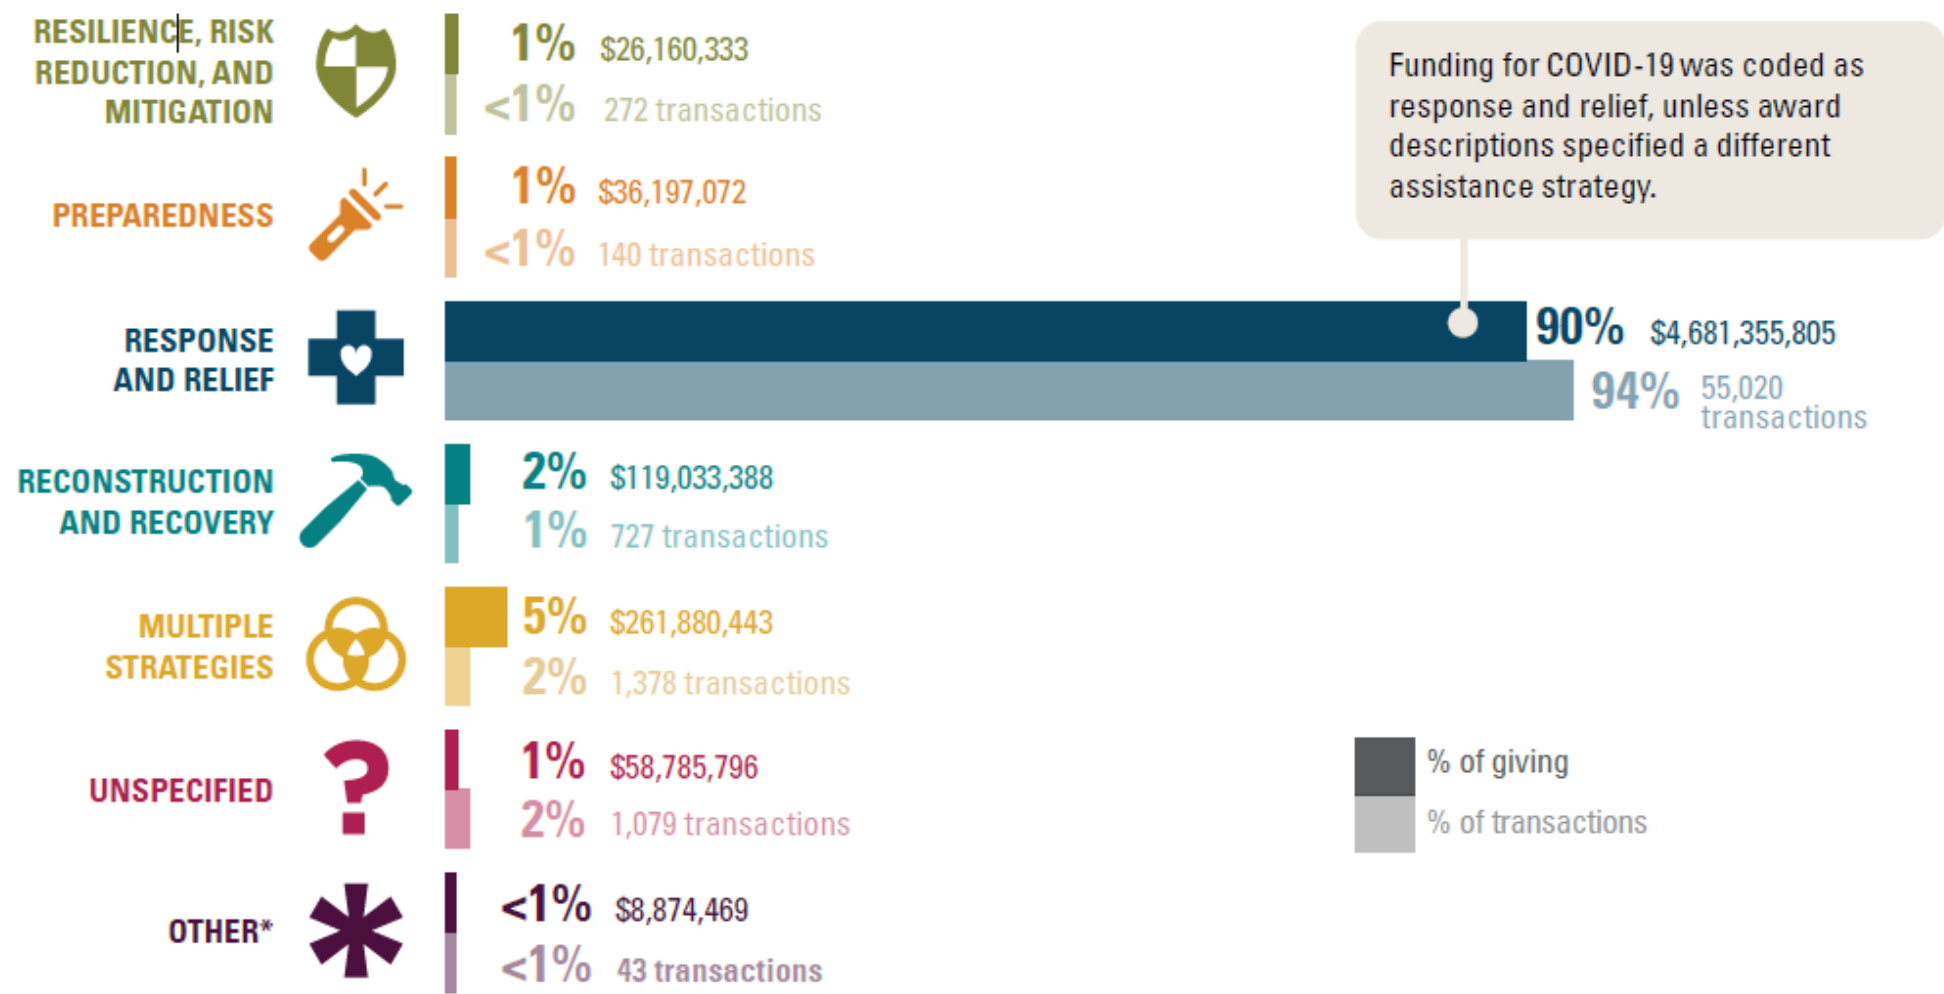 RESILIENCE, RISK
REDUCTION, AND
MITIGATION
1% $26,160,333
<1% 272 transactions
Funding for COVID-19 was coded as
response and relief, unless award
descriptions specified a different
assistance strategy.
PREPAREDNESS
1% $36,197,072
<1% 140 transactions
RESPONSE
AND RELIEF
90% $4,681,355,805
94% 55,020
transactions
RECONSTRUCTION
AND RECOVERY
2% $119,033,388
1% 727 transactions
MULTIPLE
STRATEGIES
5% $261,880,443
2% 1,378 transactions
UNSPECIFIED
1% $58,785,796
2% 1,079 transactions
% of giving
% of transactions
OTHER*
<1% $8,874,469
<1% 43 transactions